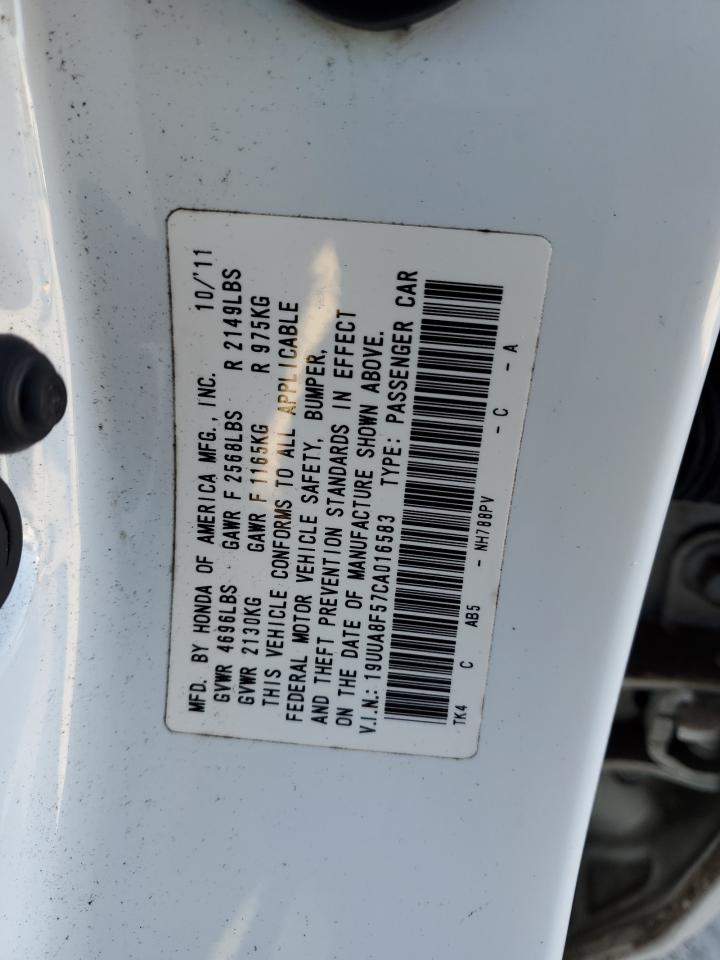 MFD. BY HONDA OF AMERICA MFG., INC. 10/'11
GVWR 4696LBS GAWR F 2568LBS R 2149LBS
GVWR 2130KG GAWR F 1165KG R 975KG
THIS VEHICLE CONFORMS TO ALL APPLICABLE
FEDERAL MOTOR VEHICLE SAFETY, BUMPER,
AND THEFT PREVENTION STANDARDS IN EFFECT
ON THE DATE OF MANUFACTURE SHOWN ABOVE.
V.I.N.: 19UUA8F57CA016583 TYPE: PASSENGER CAR
TK4 C AB5 - NH788PV - C - A